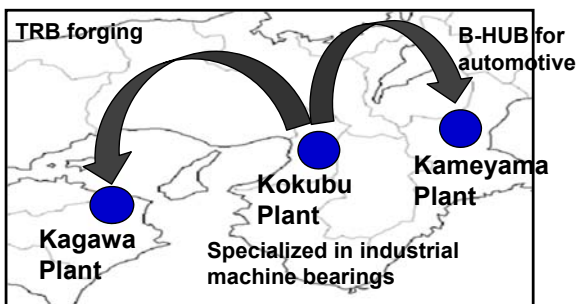 TRB forging
B-HUB for
automotive
Kameyama
Plant
Kokubu
Plant
Kagawa
Plant
Specialized in industrial
machine bearings